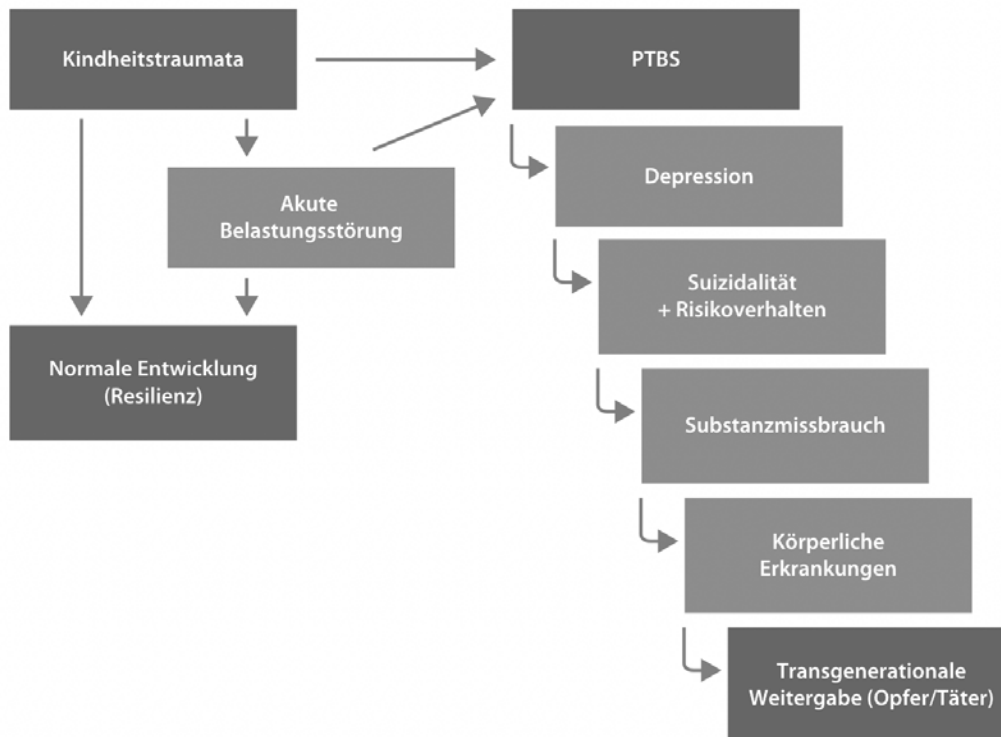 Kindheitstraumata
PTBS
Akute
Belastungsstörung
Depression
Normale Entwicklung
(Resilienz)
Suizidalität
+ Risikoverhalten
Substanzmissbrauch
Körperliche
Erkrankungen
Transgenerationale
Weitergabe (Opfer/Täter)